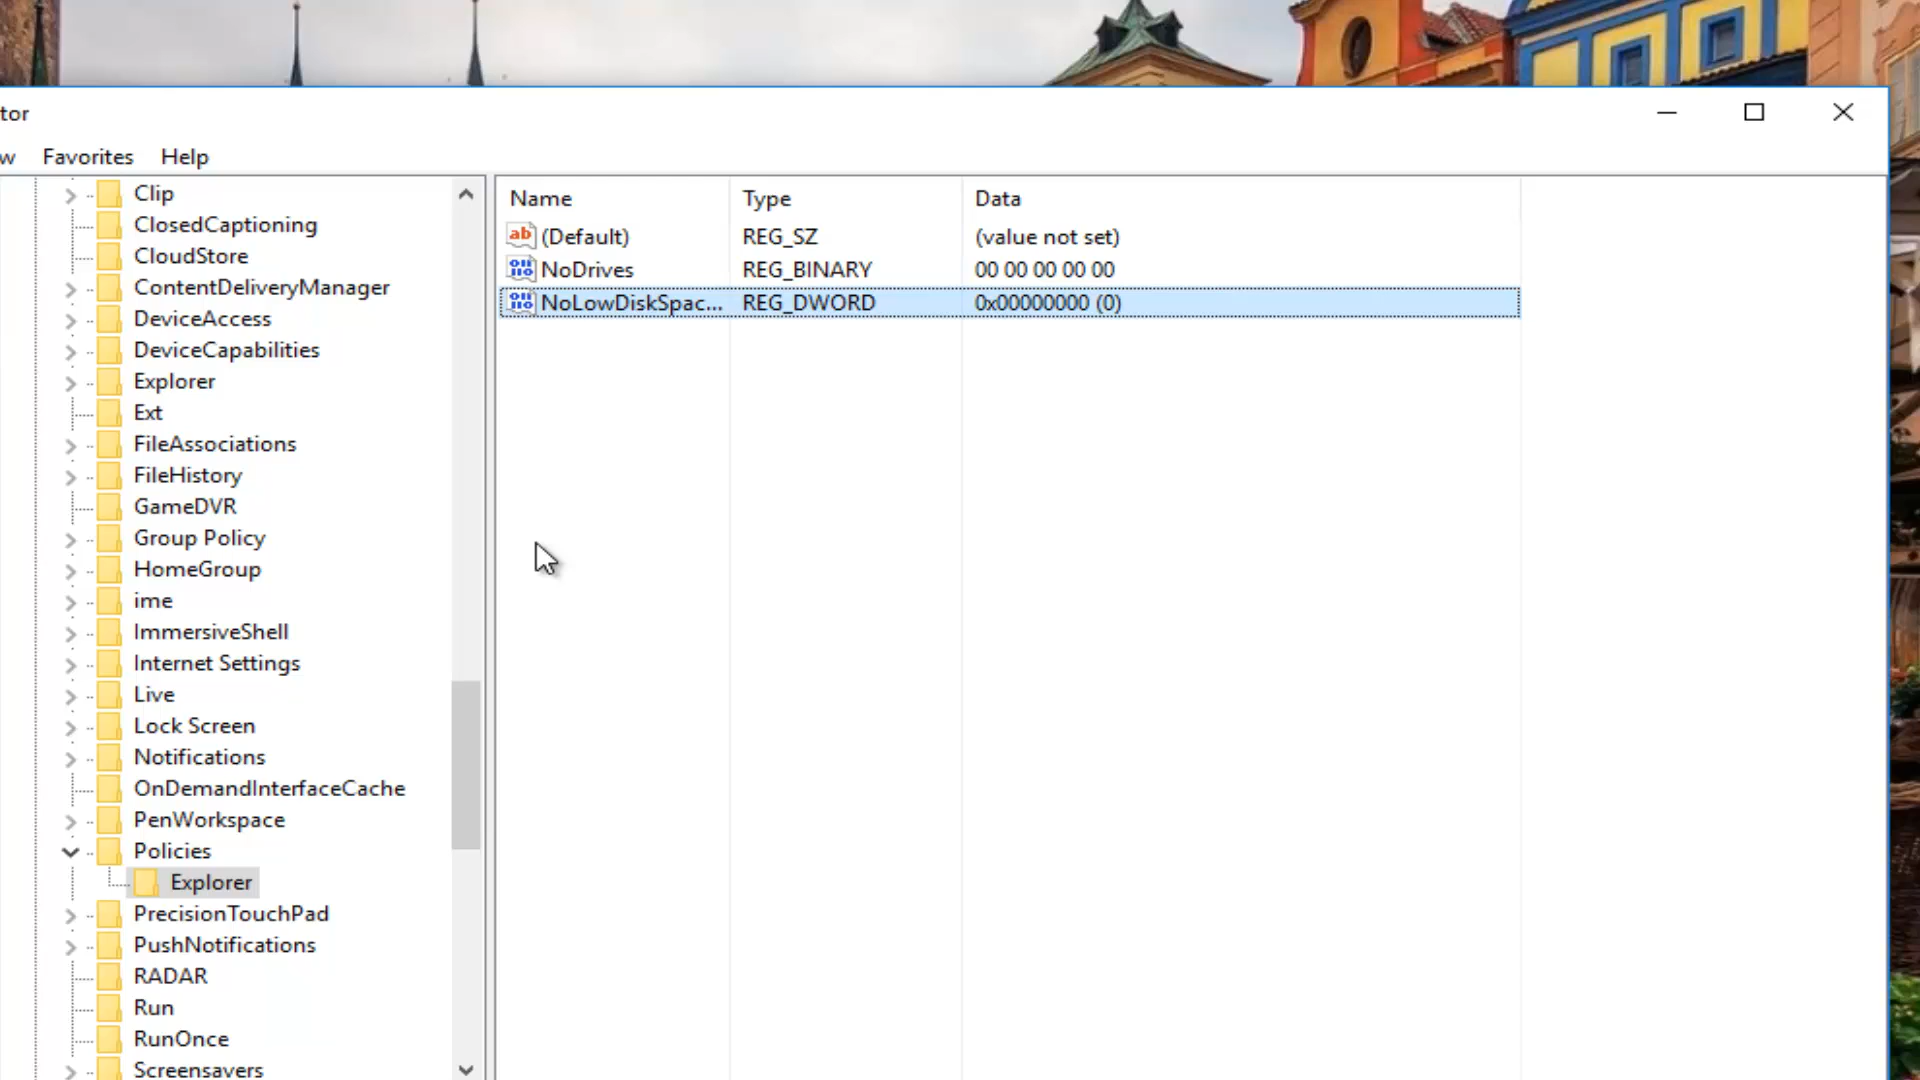 tor
w Favorites Help
Clip
ClosedCaptioning
CloudStore
ContentDeliveryManager
DeviceAccess
DeviceCapabilities
Explorer
Ext
FileAssociations
FileHistory
GameDVR
Group Policy
HomeGroup
ime
ImmersiveShell
Internet Settings
Live
Lock Screen
Notifications
OnDemandInterfaceCache
PenWorkspace
Policies
Explorer
PrecisionTouchPad
PushNotifications
RADAR
Run
RunOnce
Screensavers
Name Type Data
(Default) REG_SZ (value not set)
NoDrives REG_BINARY 00 00 00 00 00
NoLowDiskSpac... REG_DWORD 0x00000000 (0)